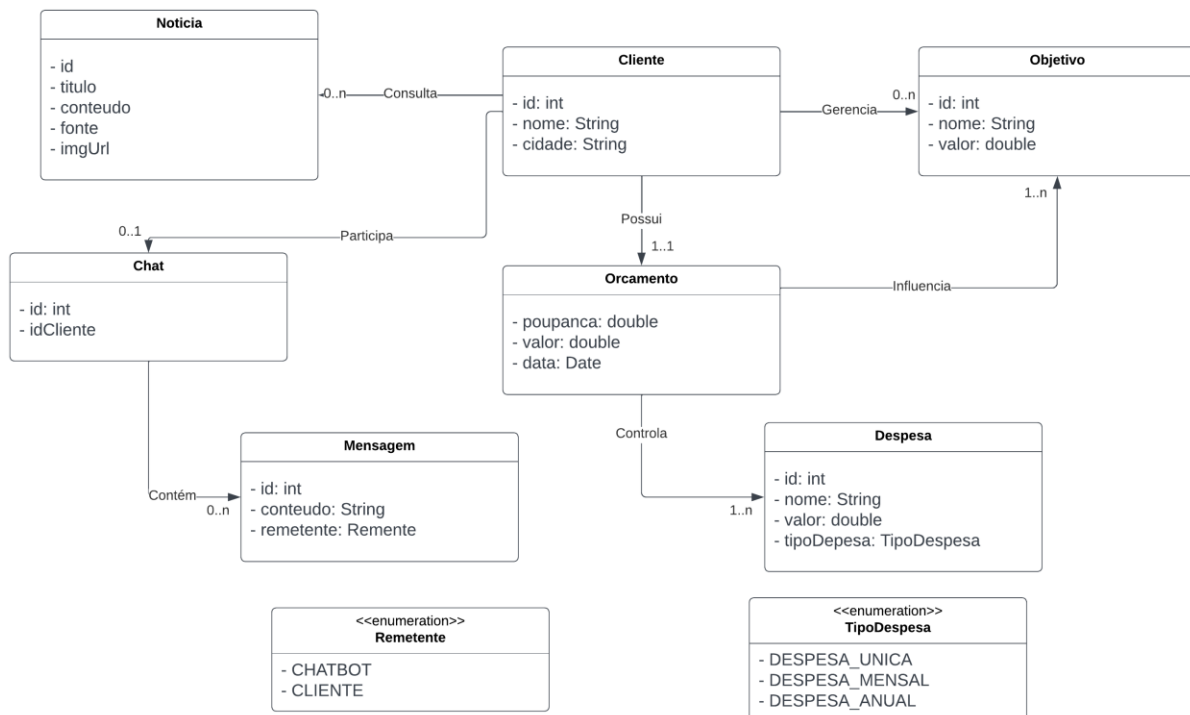 Noticia
- id
- titulo
- conteudo
- fonte
- imgUrl
0..n
Consulta
Cliente
- id: int
- nome: String
- cidade: String
Gerencia
0..n
Objetivo
- id: int
- nome: String
- valor: double
1..n
Possui
1..1
0..1
Participa
Chat
- id: int
- idCliente
Orcamento
- poupanca: double
- valor: double
- data: Date
Influencia
Controla
1..n
Contém
0..n
Mensagem
- id: int
- conteudo: String
- remetente: Remente
Despesa
- id: int
- nome: String
- valor: double
- tipoDepesa: TipoDespesa
<<enumeration>>
Remetente
- CHATBOT
- CLIENTE
<<enumeration>>
TipoDespesa
- DESPESA_UNICA
- DESPESA_MENSAL
- DESPESA_ANUAL